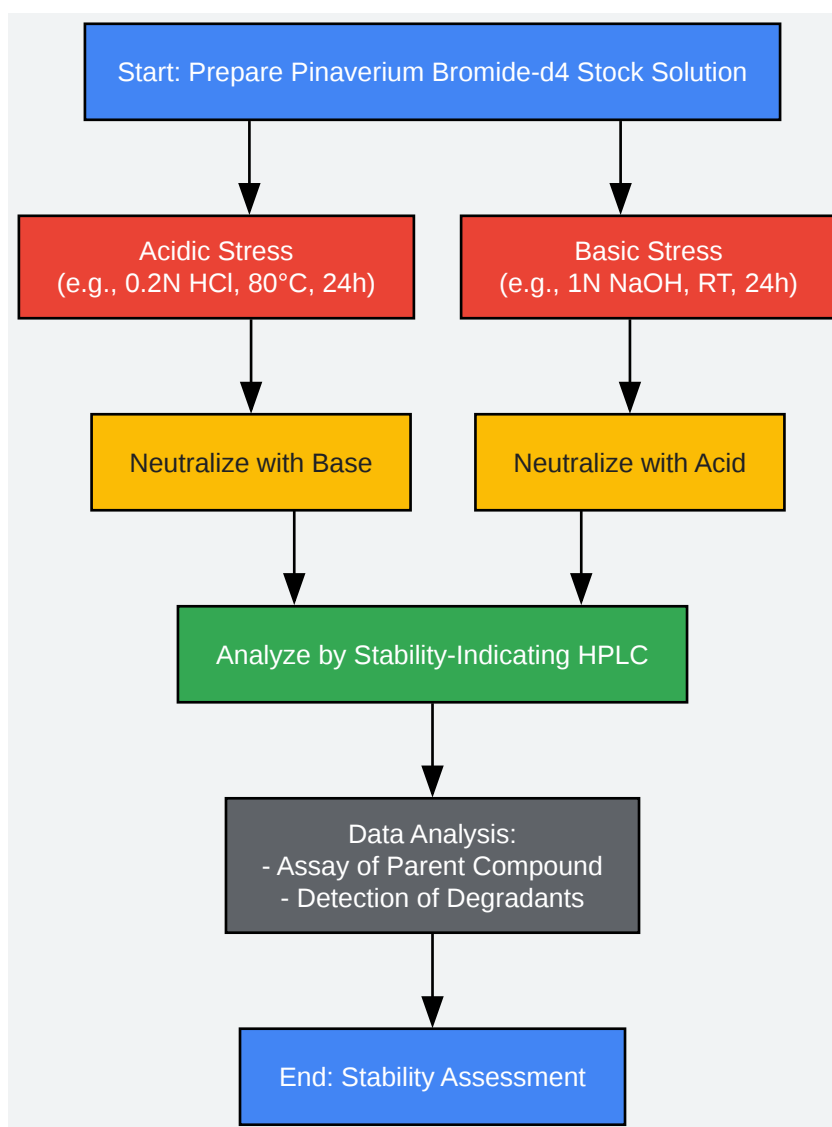 Start: Prepare Pinaverium Bromide-d4 Stock Solution
Acidic Stress
(e.g., 0.2N HCl, 80°C, 24h)
Basic Stress
(e.g., 1N NaOH, RT, 24h)
Neutralize with Base
Neutralize with Acid
Analyze by Stability-Indicating HPLC
Data Analysis:
- Assay of Parent Compound
- Detection of Degradants
End: Stability Assessment